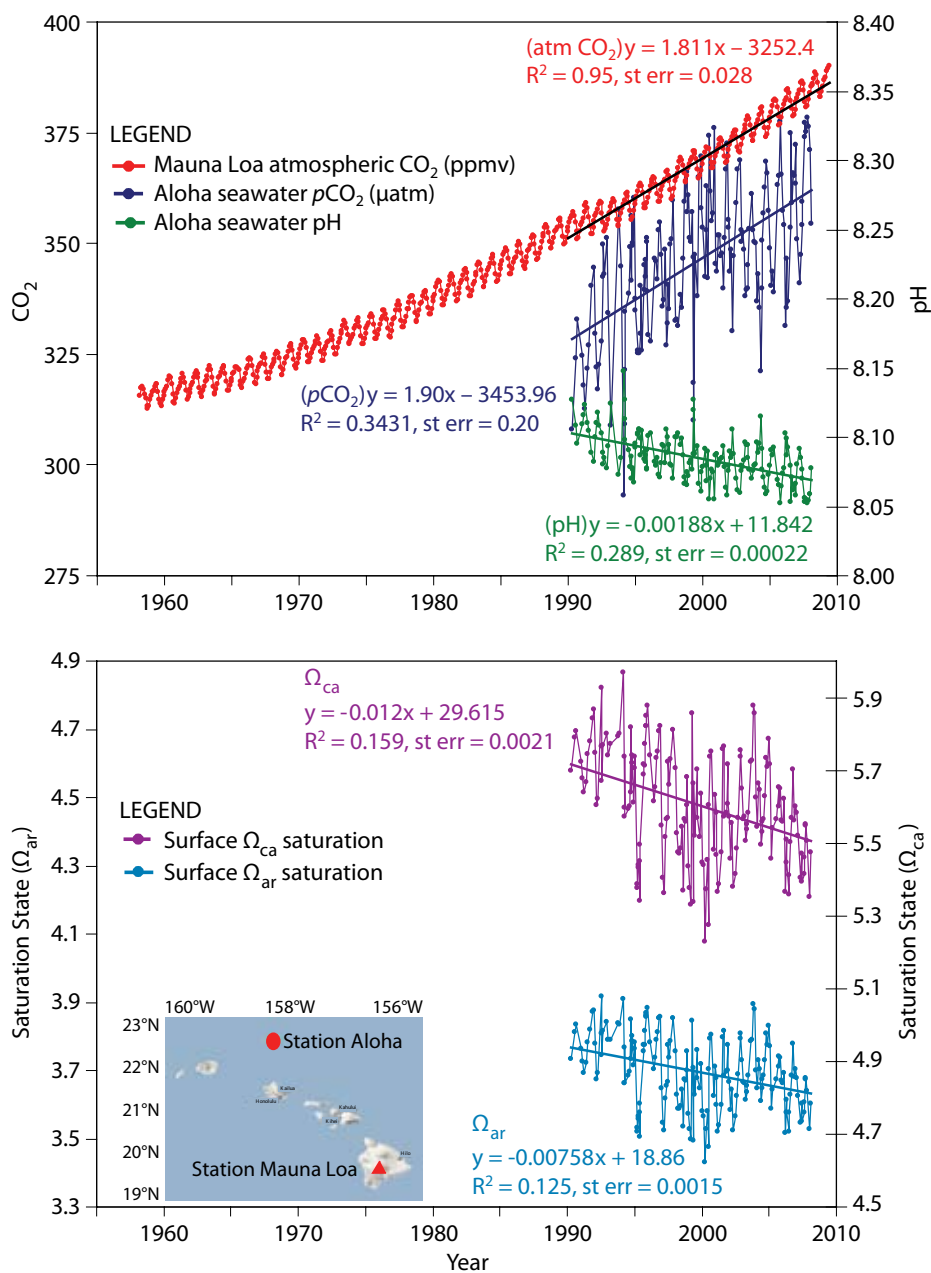 400
375
350
325
300
275
CO₂
8.40
8.35
8.30
8.25
8.20
8.15
8.10
8.05
8.00
pH
(atm CO₂)y = 1.811x – 3252.4
R² = 0.95, st err = 0.028
LEGEND
Mauna Loa atmospheric CO₂ (ppmv)
Aloha seawater pCO₂ (µatm)
Aloha seawater pH
(pCO₂)y = 1.90x – 3453.96
R² = 0.3431, st err = 0.20
(pH)y = -0.00188x + 11.842
R² = 0.289, st err = 0.00022
1960 1970 1980 1990 2000 2010
4.9
4.7
4.5
4.3
4.1
3.9
3.7
3.5
3.3
Saturation State (Ωar)
5.9
5.7
5.5
5.3
5.1
4.9
4.7
4.5
Saturation State (Ωca)
Ωca
y = -0.012x + 29.615
R² = 0.159, st err = 0.0021
LEGEND
Surface Ωca saturation
Surface Ωar saturation
160°W 158°W 156°W
23°N
22°N
21°N
20°N
19°N
Station Aloha
Kailua
Honolulu
Kahului
Kihei
Hilo
Station Mauna Loa
Ωar
y = -0.00758x + 18.86
R² = 0.125, st err = 0.0015
1960 1970 1980 1990 2000 2010
Year